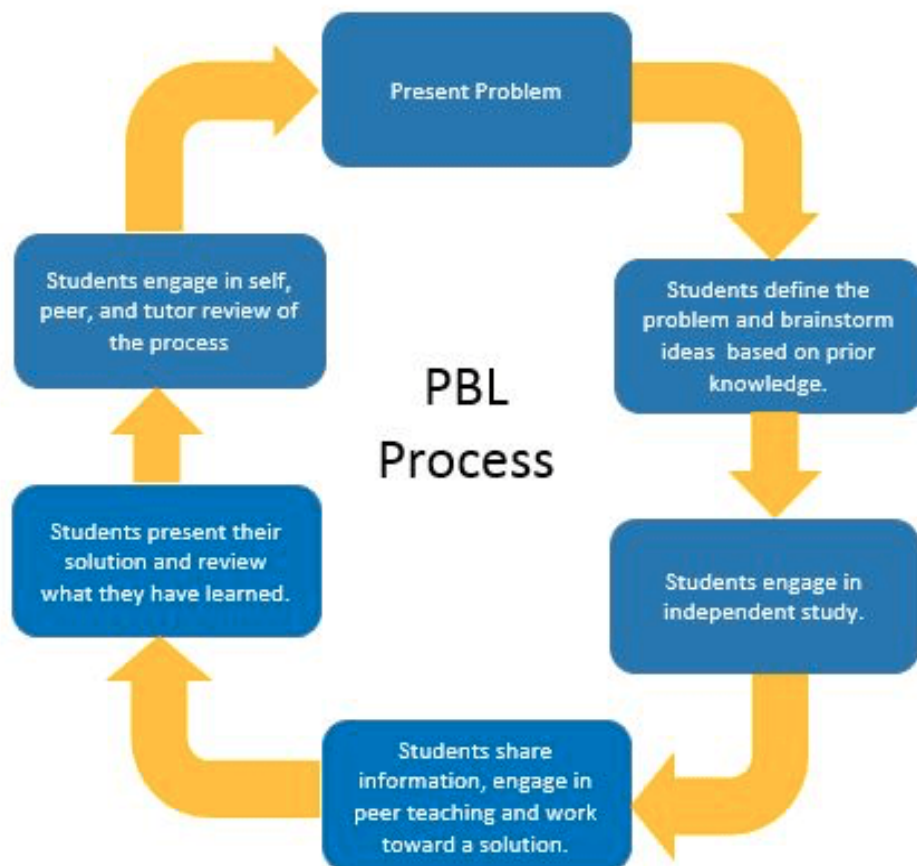 Present Problem
Students define the
problem and brainstorm
ideas  based on prior
knowledge.
Students engage in
independent study.
Students share
information, engage in
peer teaching and work
toward a solution.
Students present their
solution and review
what they have learned.
Students engage in self,
peer, and tutor review of
the process
PBL
Process